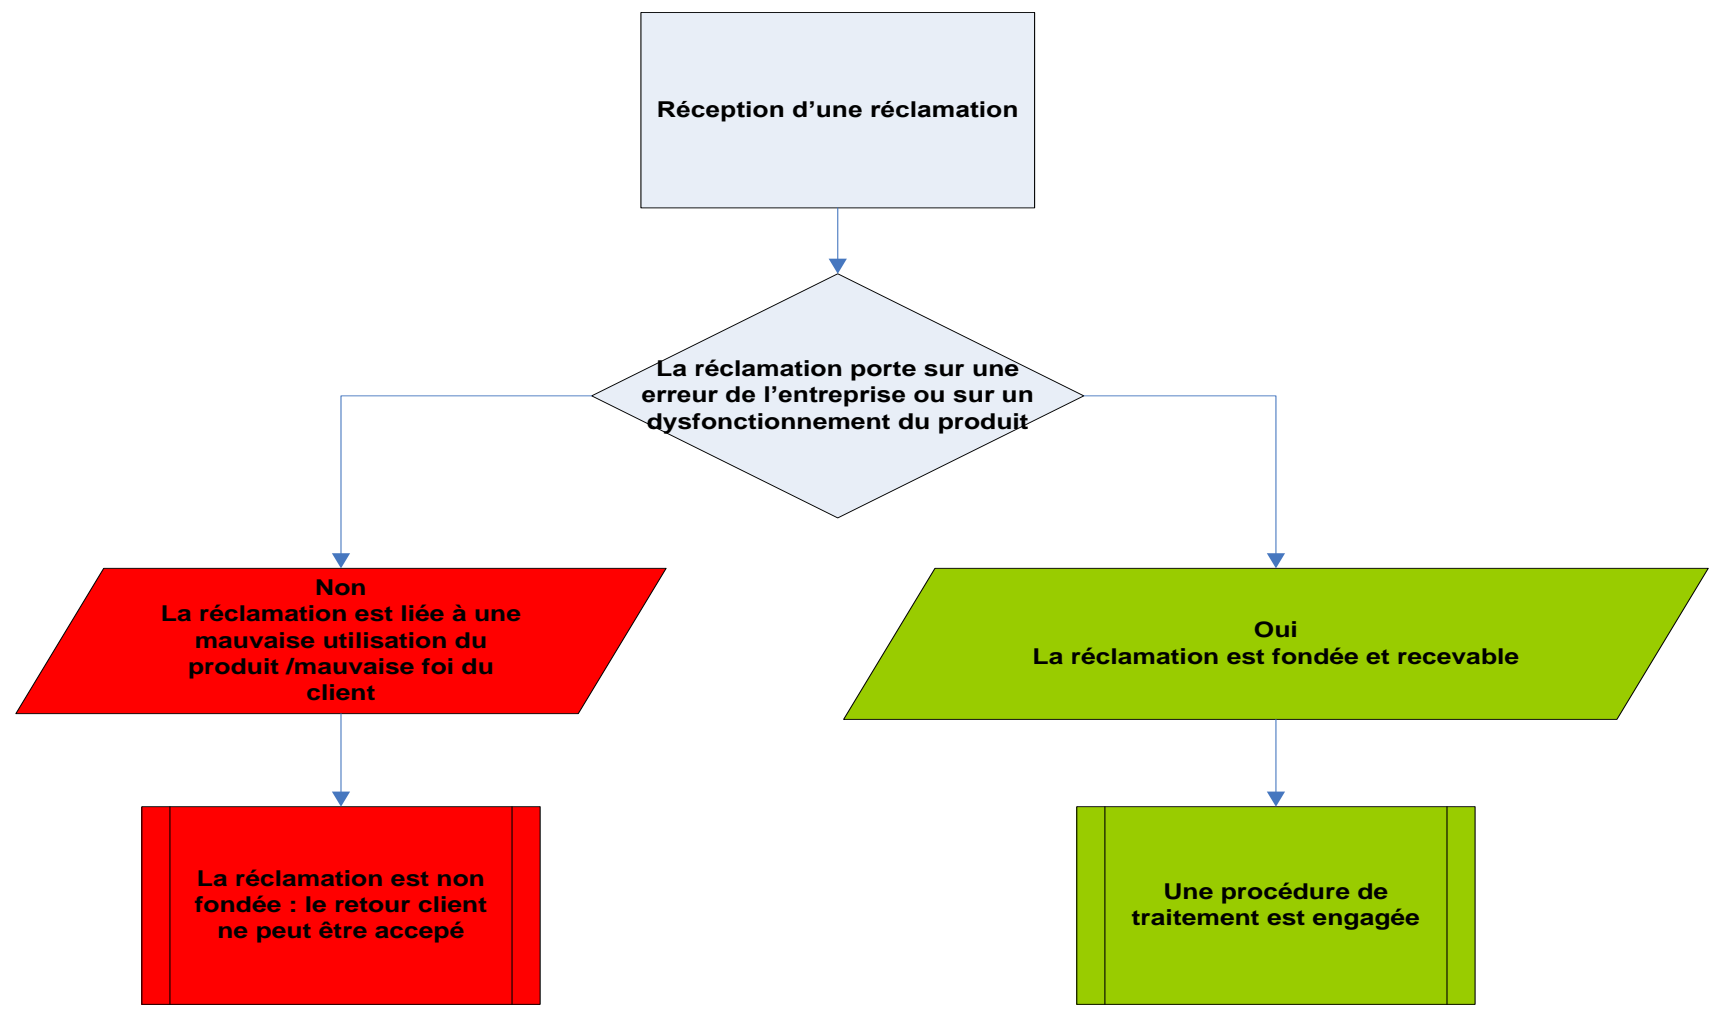 Réception d’une réclamation
La réclamation porte sur une
erreur de l’entreprise ou sur un
dysfonctionnement du produit
Non
La réclamation est liée à une
mauvaise utilisation du
produit /mauvaise foi du
client
Oui
La réclamation est fondée et recevable
La réclamation est non
fondée : le retour client
ne peut être accepé
Une procédure de
traitement est engagée